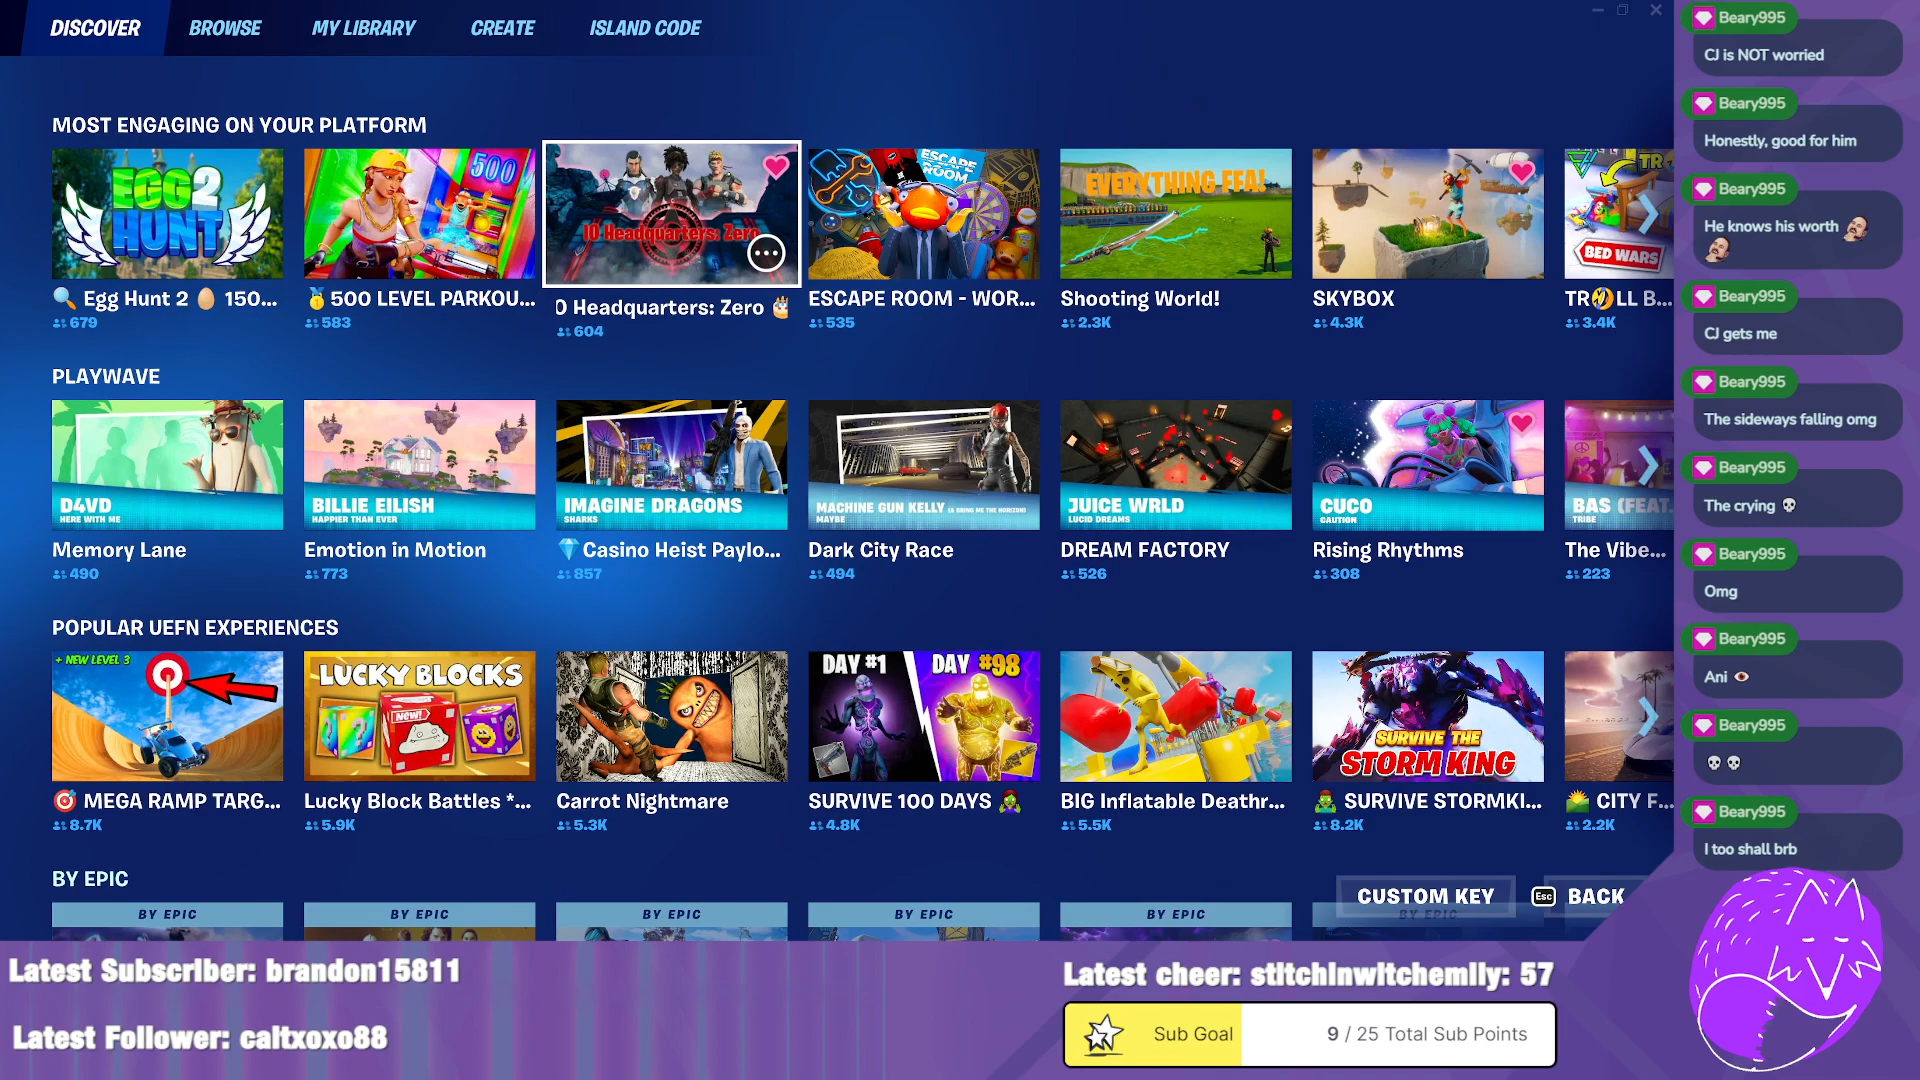 DISCOVER BROWSE MY LIBRARY CREATE ISLAND CODE
MOST ENGAGING ON YOUR PLATFORM
EGG 2
HUNT
500
IO Headquarters: Zero
ESCAPE
ROOM
EVERYTHING FFA!
TR
BED WARS
Egg Hunt 2 150...
679
500 LEVEL PARKOU...
583
O Headquarters: Zero
604
ESCAPE ROOM - WOR...
535
Shooting World!
2.3K
SKYBOX
4.3K
TR🤣LL B...
3.4K
PLAYWAVE
D4VD
HERE WITH ME
BILLIE EILISH
HAPPIER THAN EVER
IMAGINE DRAGONS
SHARKS
MACHINE GUN KELLY (& BRING ME THE HORIZON)
MAYBE
JUICE WRLD
LUCID DREAMS
CUCO
CAUTION
BAS (FEAT.
TRIBE
Memory Lane
490
Emotion in Motion
773
💎Casino Heist Paylo...
857
Dark City Race
494
DREAM FACTORY
526
Rising Rhythms
308
The Vibe...
223
POPULAR UEFN EXPERIENCES
+ NEW LEVEL 3
LUCKY BLOCKS
NEW!
DAY #1 DAY #98
SURVIVE THE
STORM KING
🎯 MEGA RAMP TARG...
8.7K
Lucky Block Battles *...
5.9K
Carrot Nightmare
5.3K
SURVIVE 100 DAYS
4.8K
BIG Inflatable Deathr...
5.5K
SURVIVE STORMKI...
8.2K
CITY F...
2.2K
BY EPIC
BY EPIC BY EPIC BY EPIC BY EPIC BY EPIC BY EPIC
CUSTOM KEY Esc BACK
Beary995
CJ is NOT worried
Beary995
Honestly, good for him
Beary995
He knows his worth
Beary995
CJ gets me
Beary995
The sideways falling omg
Beary995
The crying 💀
Beary995
Omg
Beary995
Ani 👁
Beary995
💀💀
Beary995
I too shall brb
Latest Subscriber: brandon15811
Latest Follower: caitxoxo88
Latest cheer: stitchinwitchemily: 57
Sub Goal 9 / 25 Total Sub Points